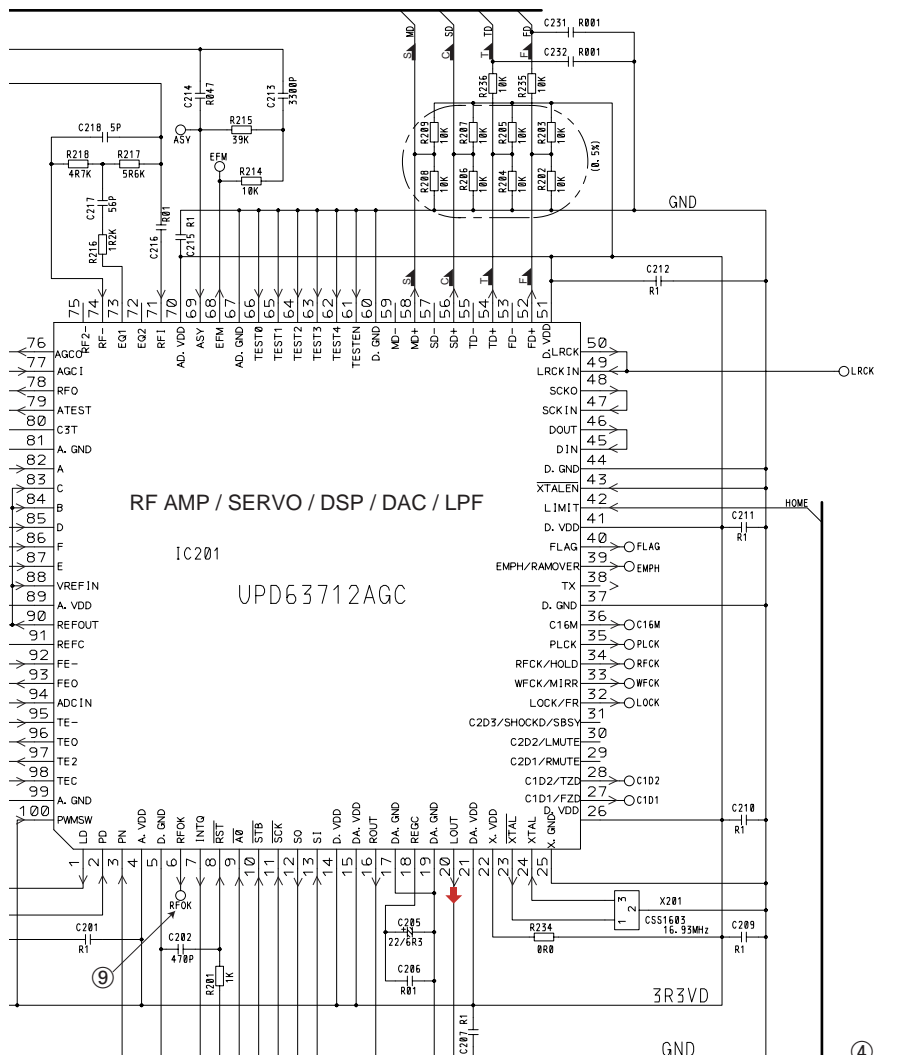 C231 R001
C232 R001
MD SD TD FD
S C T F
R236 10K R235 10K
C214 R047
C213 3300P
R215
39K
ASY
EFM
R214
10K
C218 5P
R218
4R7K
R217
5R6K
C217 56P
R216 1R2K
C216 R01
C215 R1
R209 10K R207 10K R205 10K R203 10K
R208 10K R206 10K R204 10K R202 10K
(0.5%)
GND
S C T F
C212
R1
75 74 73 72 71 70 69 68 67 66 65 64 63 62 61 60 59 58 57 56 55 54 53 52 51
RF2- RF- EQ1 EQ2 RFI AD. VDD ASY EFM AD. GND TEST0 TEST1 TEST2 TEST3 TEST4 TESTEN D. GND MD- MD+ SD- SD+ TD- TD+ FD- FD+ D. VDD
76 AGCO
77 AGCI
78 RFO
79 ATEST
80 C3T
81 A. GND
82 A
83 C
84 B
85 D
86 F
87 E
88 VREFIN
89 A. VDD
90 REFOUT
91 REFC
92 FE-
93 FEO
94 ADCIN
95 TE-
96 TEO
97 TE2
98 TEC
99 A. GND
100 PWMSW
RF AMP / SERVO / DSP / DAC / LPF
IC201
UPD63712AGC
LRCK 50
LRCKIN 49
LRCK
SCKO 48
SCKIN 47
DOUT 46
DIN 45
D. GND 44
XTALEN 43
LIMIT 42
HOME
D. VDD 41
C211
R1
FLAG 40 FLAG
EMPH/RAMOVER 39 EMPH
TX 38
D. GND 37
C16M 36 C16M
PLCK 35 PLCK
RFCK/HOLD 34 RFCK
WFCK/MIRR 33 WFCK
LOCK/FR 32 LOCK
C2D3/SHOCKD/SBSY 31
C2D2/LMUTE 30
C2D1/RMUTE 29
C1D2/TZD 28 C1D2
C1D1/FZD 27 C1D1
D. VDD 26
C210
R1
LD PD PN A. VDD D. GND RFOK INTQ RST A0 STB SCK SO SI D. VDD DA. VDD ROUT DA. GND REGC DA. GND LOUT DA. VDD X. VDD XTAL XTAL X. GND
1 2 3 4 5 6 7 8 9 10 11 12 13 14 15 16 17 18 19 20 21 22 23 24 25
RFOK
⑨
C201
R1
C202
470P
R201 1K
C205
22/6R3
C206
R01
R234
0R0
3
2
1
X201
CSS1603
16.93MHz
C209
R1
3R3VD
C207 R1
GND
④